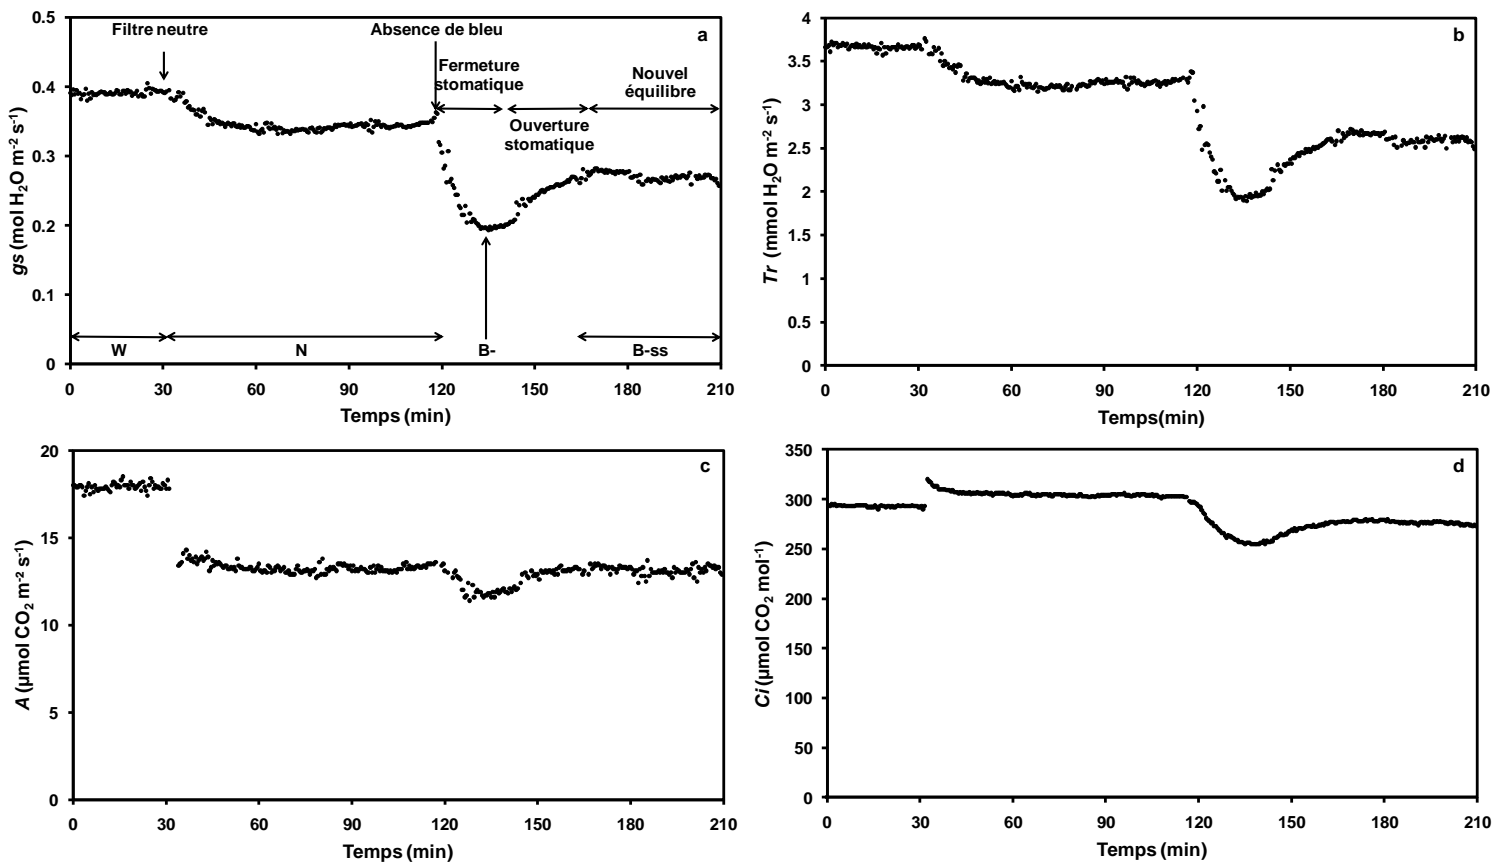 a
gs (mol H₂O m⁻² s⁻¹)
0.5
0.4
0.3
0.2
0.1
0
Filtre neutre
Absence de bleu
Fermeture
stomatique
Ouverture
stomatique
Nouvel
équilibre
W
N
B-
B-ss
0 30 60 90 120 150 180 210
Temps (min)
b
Tr (mmol H₂O m⁻² s⁻¹)
4
3.5
3
2.5
2
1.5
1
0.5
0
0 30 60 90 120 150 180 210
Temps(min)
c
A (µmol CO₂ m⁻² s⁻¹)
20
15
10
5
0
0 30 60 90 120 150 180 210
Temps (min)
d
Ci (µmol CO₂ mol⁻¹)
350
300
250
200
150
100
50
0
0 30 60 90 120 150 180 210
Temps (min)